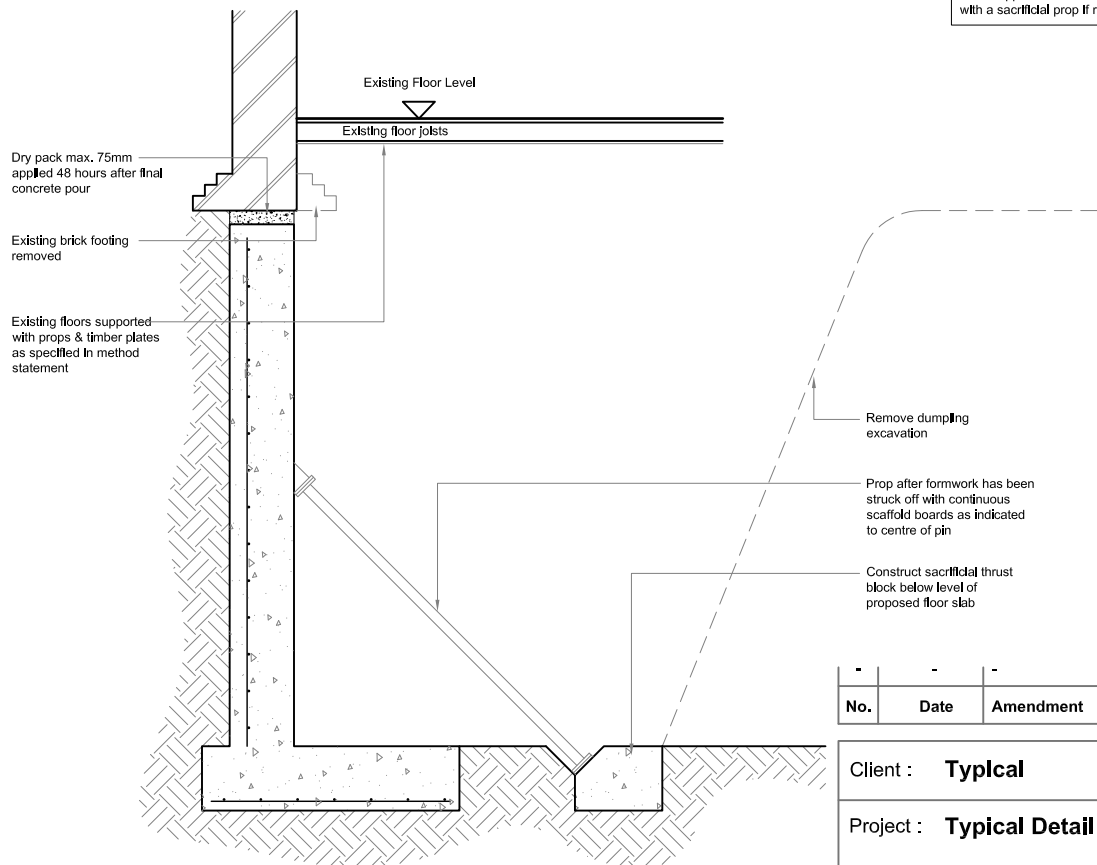 with a sacrificial prop if
Existing Floor Level
Existing floor joists
Dry pack max. 75mm
applied 48 hours after final
concrete pour
Existing brick footing
removed
Existing floors supported
with props & timber plates
as specified in method
statement
Remove dumpling
excavation
Prop after formwork has been
struck off with continuous
scaffold boards as indicated
to centre of pin
Construct sacrificial thrust
block below level of
proposed floor slab
- - -
No. Date Amendment
Client : Typical
Project : Typical Detail